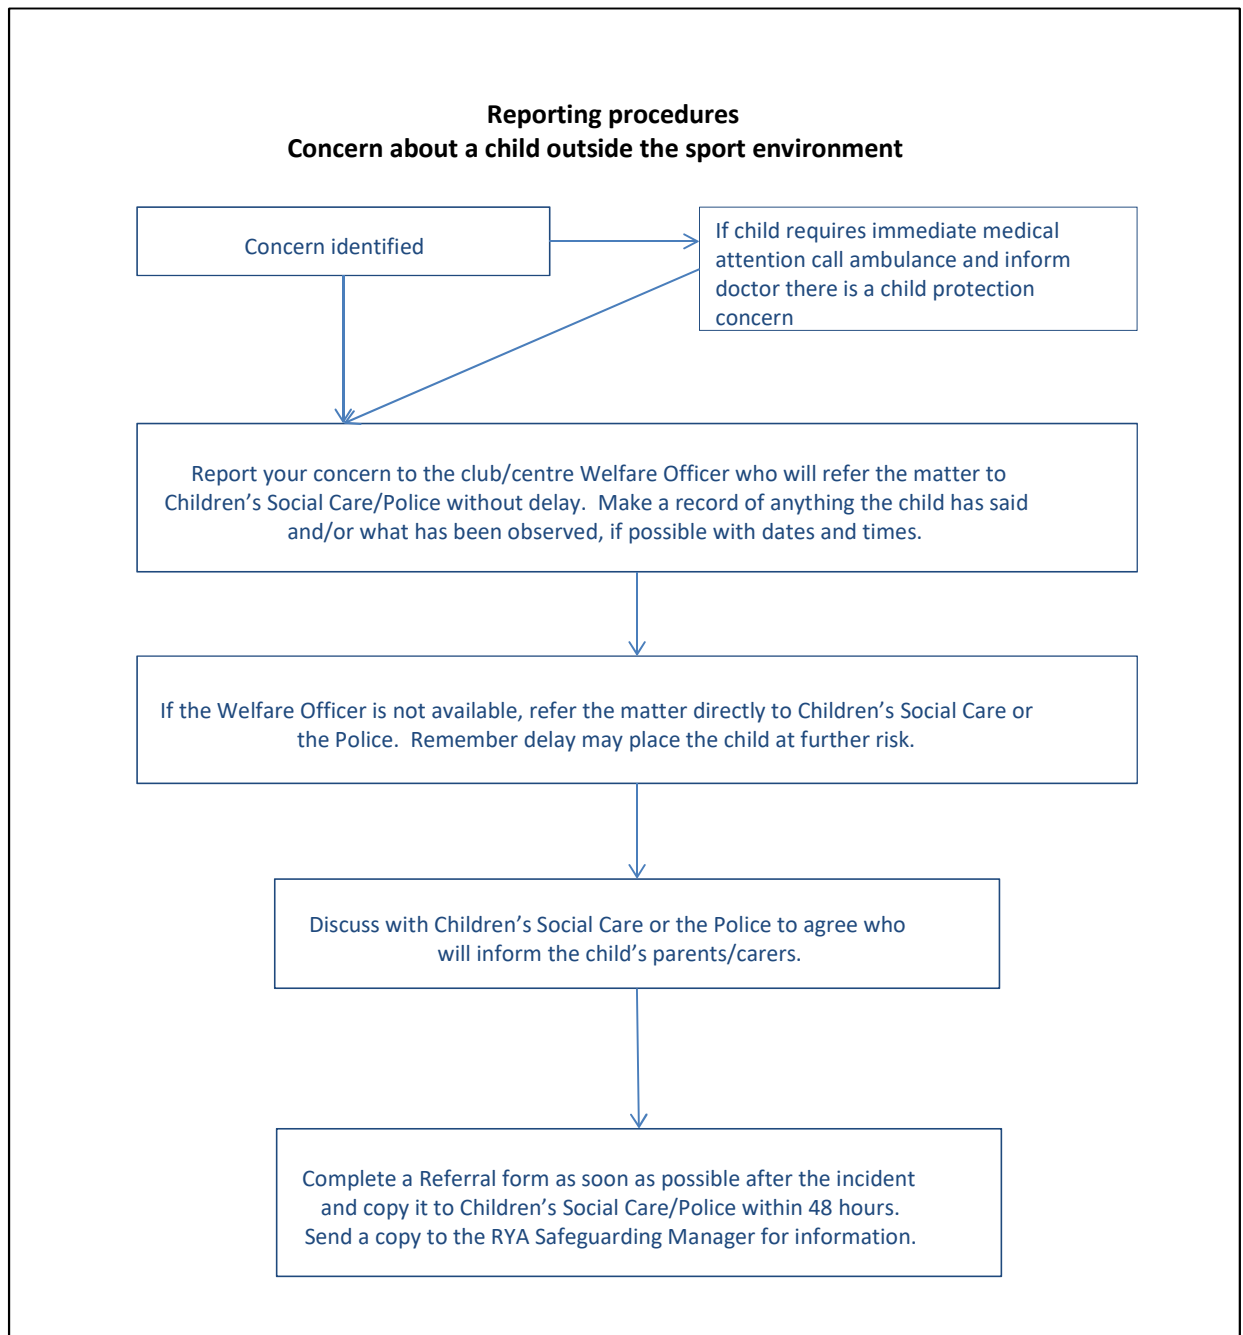 Reporting procedures
Concern about a child outside the sport environment
Concern identified
If child requires immediate medical
attention call ambulance and inform
doctor there is a child protection
concern
Report your concern to the club/centre Welfare Officer who will refer the matter to
Children’s Social Care/Police without delay.  Make a record of anything the child has said
and/or what has been observed, if possible with dates and times.
If the Welfare Officer is not available, refer the matter directly to Children’s Social Care or
the Police.  Remember delay may place the child at further risk.
Discuss with Children’s Social Care or the Police to agree who
will inform the child’s parents/carers.
Complete a Referral form as soon as possible after the incident
and copy it to Children’s Social Care/Police within 48 hours.
Send a copy to the RYA Safeguarding Manager for information.